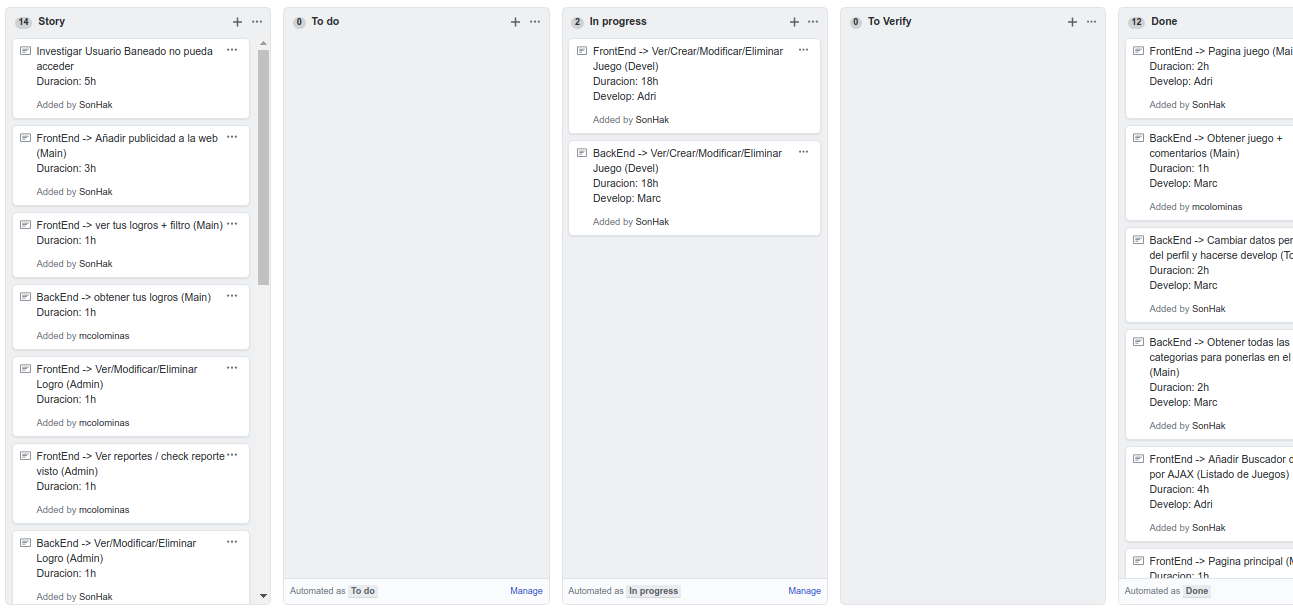 14 Story
Investigar Usuario Baneado no pueda
acceder
Duracion: 5h
Added by SonHak
FrontEnd -> Añadir publicidad a la web
(Main)
Duracion: 3h
Added by SonHak
FrontEnd -> ver tus logros + filtro (Main)
Duracion: 1h
Added by SonHak
BackEnd -> obtener tus logros (Main)
Duracion: 1h
Added by mcolominas
FrontEnd -> Ver/Modificar/Eliminar
Logro (Admin)
Duracion: 1h
Added by mcolominas
FrontEnd -> Ver reportes / check reporte
visto (Admin)
Duracion: 1h
Added by mcolominas
BackEnd -> Ver/Modificar/Eliminar
Logro (Admin)
Duracion: 1h
Added by SonHak
0 To do
Automated as To do Manage
2 In progress
FrontEnd -> Ver/Crear/Modificar/Eliminar
Juego (Devel)
Duracion: 18h
Develop: Adri
Added by SonHak
BackEnd -> Ver/Crear/Modificar/Eliminar
Juego (Devel)
Duracion: 18h
Develop: Marc
Added by SonHak
Automated as In progress Manage
0 To Verify
12 Done
FrontEnd -> Pagina juego (Mai
Duracion: 2h
Develop: Adri
Added by SonHak
BackEnd -> Obtener juego +
comentarios (Main)
Duracion: 1h
Develop: Marc
Added by mcolominas
BackEnd -> Cambiar datos per
del perfil y hacerse develop (To
Duracion: 2h
Develop: Marc
Added by SonHak
BackEnd -> Obtener todas las
categorias para ponerlas en el
(Main)
Duracion: 2h
Develop: Marc
Added by SonHak
FrontEnd -> Añadir Buscador
por AJAX (Listado de Juegos)
Duracion: 4h
Develop: Adri
Added by SonHak
FrontEnd -> Pagina principal (M
Duracion: 1h
Automated as Done